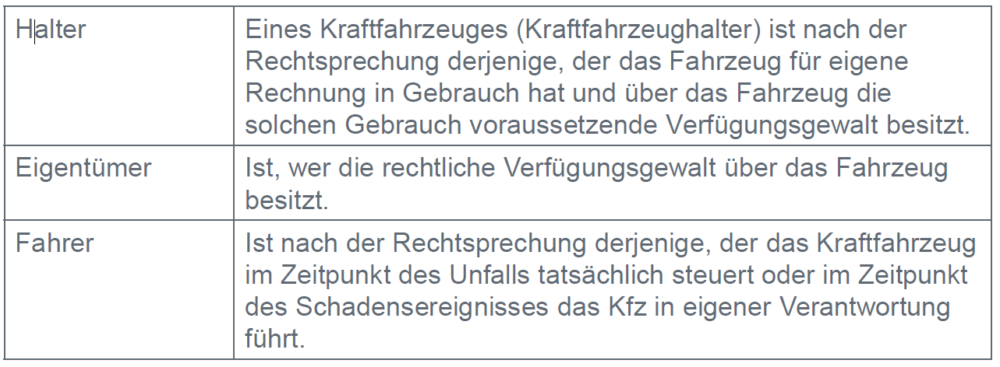 Halter
Eines Kraftfahrzeuges (Kraftfahrzeughalter) ist nach der
Rechtsprechung derjenige, der das Fahrzeug für eigene
Rechnung in Gebrauch hat und über das Fahrzeug die
solchen Gebrauch voraussetzende Verfügungsgewalt besitzt.
Eigentümer
Ist, wer die rechtliche Verfügungsgewalt über das Fahrzeug
besitzt.
Fahrer
Ist nach der Rechtsprechung derjenige, der das Kraftfahrzeug
im Zeitpunkt des Unfalls tatsächlich steuert oder im Zeitpunkt
des Schadensereignisses das Kfz in eigener Verantwortung
führt.